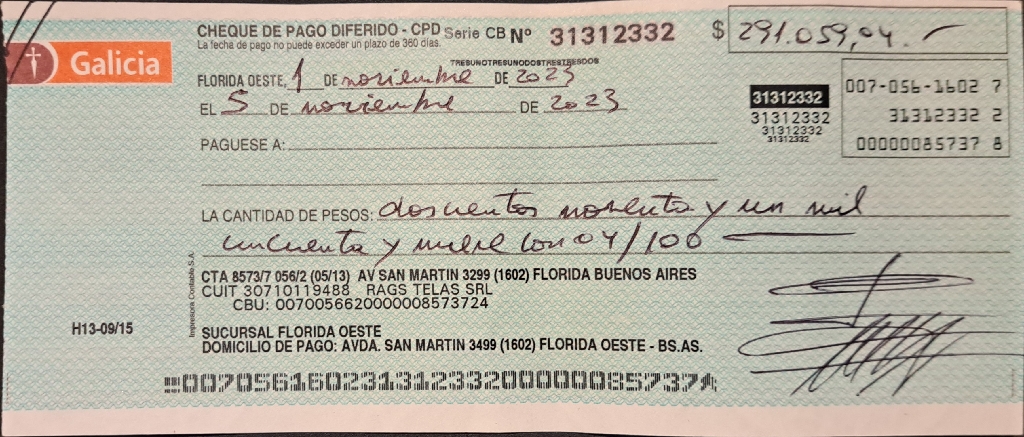 CHEQUE DE PAGO DIFERIDO - CPD Serie CB Nº 31312332 $ 291.059,04.-
La fecha de pago no puede exceder un plazo de 360 días.
TRESUNOTRESUNODOSTRESTRESDOS
Galicia
FLORIDA OESTE, 1 DE noviembre DE 2023
EL 5 DE noviembre DE 2023
31312332
31312332
31312332
31312332
007-056-1602 7
31312332 2
00000085737 8
PAGUESE A:
LA CANTIDAD DE PESOS: doscientos noventa y un mil
cincuenta y nueve con 04/100
CTA 8573/7 056/2 (05/13) AV SAN MARTIN 3299 (1602) FLORIDA BUENOS AIRES
CUIT 30710119488 RAGS TELAS SRL
CBU: 0070056620000008573724
Impresora Contable S.A.
H13-09/15
SUCURSAL FLORIDA OESTE
DOMICILIO DE PAGO: AVDA. SAN MARTIN 3499 (1602) FLORIDA OESTE - BS.AS.
00705616023131233200000085737